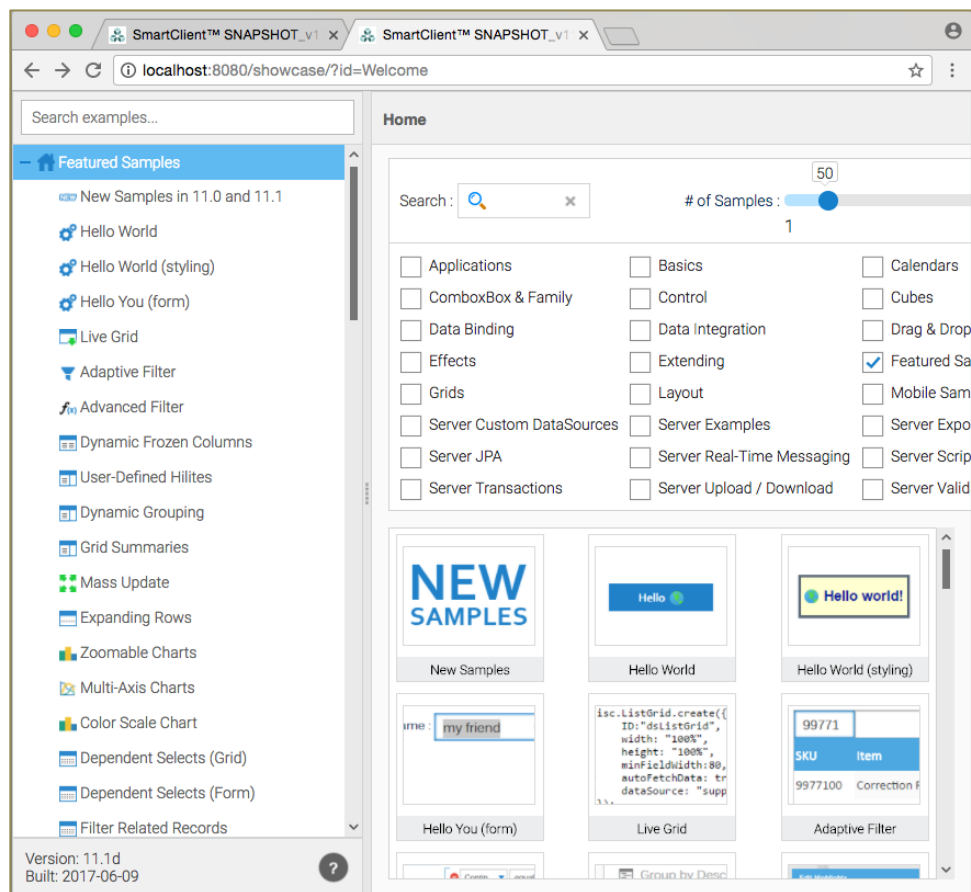 SmartClient™ SNAPSHOT_v1
SmartClient™ SNAPSHOT_v1
localhost:8080/showcase/?id=Welcome
Search examples...
Featured Samples
New Samples in 11.0 and 11.1
Hello World
Hello World (styling)
Hello You (form)
Live Grid
Adaptive Filter
Advanced Filter
Dynamic Frozen Columns
User-Defined Hilites
Dynamic Grouping
Grid Summaries
Mass Update
Expanding Rows
Zoomable Charts
Multi-Axis Charts
Color Scale Chart
Dependent Selects (Grid)
Dependent Selects (Form)
Filter Related Records
Version: 11.1d
Built: 2017-06-09
?
Home
50
Search :
# of Samples :
1
Applications Basics Calendars
ComboxBox & Family Control Cubes
Data Binding Data Integration Drag & Drop
Effects Extending Featured Sa
Grids Layout Mobile Sam
Server Custom DataSources Server Examples Server Expo
Server JPA Server Real-Time Messaging Server Scrip
Server Transactions Server Upload / Download Server Valid
NEW
SAMPLES
New Samples
Hello
Hello World
Hello world!
Hello World (styling)
ame : my friend
Hello You (form)
isc.ListGrid.create({
ID:"dsListGrid",
width: "100%",
height: "100%",
minFieldWidth:80,
autoFetchData: tr
dataSource: "supp
Live Grid
99771
SKU Item
9977100 Correction
Adaptive Filter
Group by Desc